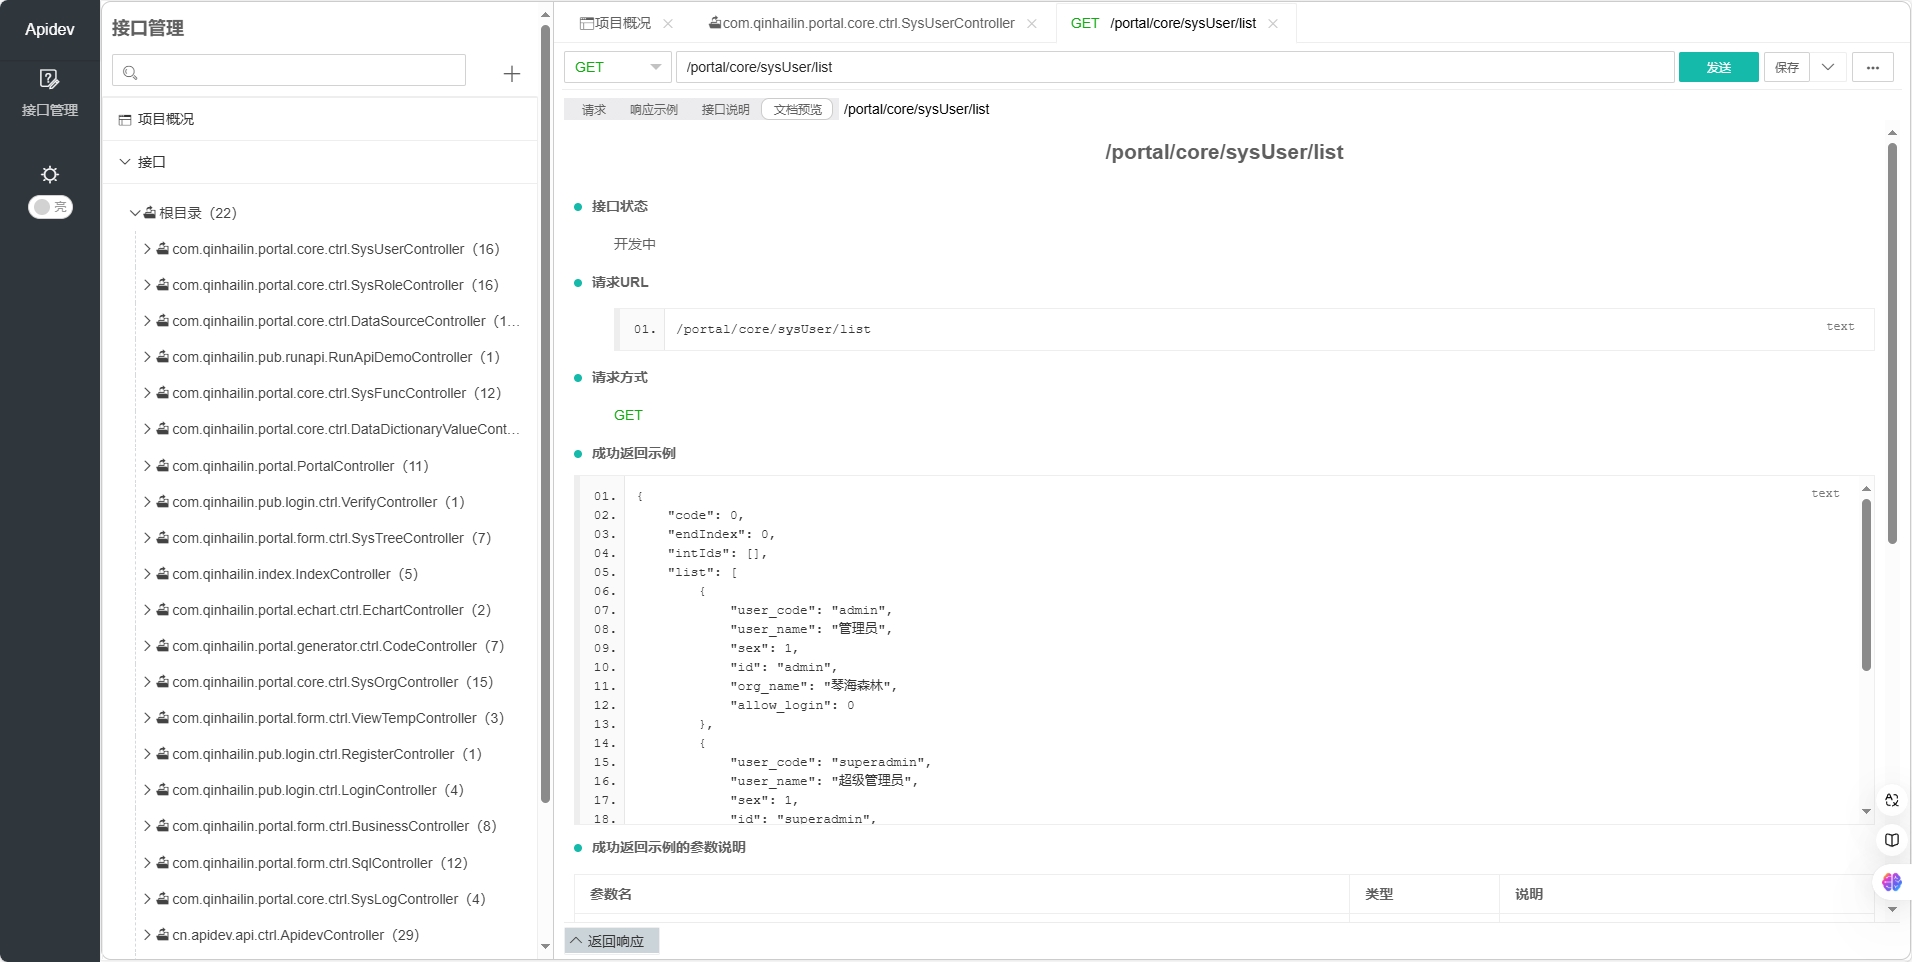 Apidev
接口管理
亮
接口管理
项目概况
接口
根目录（22）
com.qinhailin.portal.core.ctrl.SysUserController（16）
com.qinhailin.portal.core.ctrl.SysRoleController（16）
com.qinhailin.portal.core.ctrl.DataSourceController（1...
com.qinhailin.pub.runapi.RunApiDemoController（1）
com.qinhailin.portal.core.ctrl.SysFuncController（12）
com.qinhailin.portal.core.ctrl.DataDictionaryValueCont...
com.qinhailin.portal.PortalController（11）
com.qinhailin.pub.login.ctrl.VerifyController（1）
com.qinhailin.portal.form.ctrl.SysTreeController（7）
com.qinhailin.index.IndexController（5）
com.qinhailin.portal.echart.ctrl.EchartController（2）
com.qinhailin.portal.generator.ctrl.CodeController（7）
com.qinhailin.portal.core.ctrl.SysOrgController（15）
com.qinhailin.portal.form.ctrl.ViewTempController（3）
com.qinhailin.pub.login.ctrl.RegisterController（1）
com.qinhailin.pub.login.ctrl.LoginController（4）
com.qinhailin.portal.form.ctrl.BusinessController（8）
com.qinhailin.portal.form.ctrl.SqlController（12）
com.qinhailin.portal.core.ctrl.SysLogController（4）
cn.apidev.api.ctrl.ApidevController（29）
项目概况 com.qinhailin.portal.core.ctrl.SysUserController GET /portal/core/sysUser/list
GET /portal/core/sysUser/list 发送 保存 ...
请求 响应示例 接口说明 文档预览 /portal/core/sysUser/list
/portal/core/sysUser/list
接口状态
开发中
请求URL
01. /portal/core/sysUser/list text
请求方式
GET
成功返回示例
text
01. {
02. "code": 0,
03. "endIndex": 0,
04. "intIds": [],
05. "list": [
06. {
07. "user_code": "admin",
08. "user_name": "管理员",
09. "sex": 1,
10. "id": "admin",
11. "org_name": "琴海森林",
12. "allow_login": 0
13. },
14. {
15. "user_code": "superadmin",
16. "user_name": "超级管理员",
17. "sex": 1,
18. "id": "superadmin",
成功返回示例的参数说明
参数名 类型 说明
返回响应